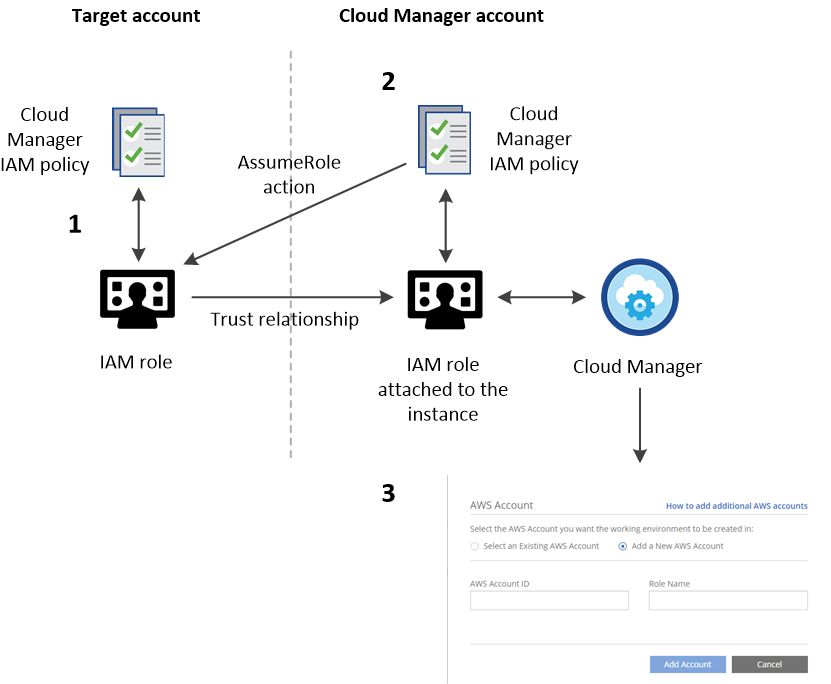 Target account
Cloud Manager account
2
Cloud
Manager
IAM policy
Cloud
Manager
IAM policy
AssumeRole
action
1
Trust relationship
IAM role
IAM role
attached to the
instance
Cloud Manager
3
AWS Account
How to add additional AWS accounts
Select the AWS Account you want the working environment to be created in:
Select an Existing AWS Account
Add a New AWS Account
AWS Account ID
Role Name
Add Account
Cancel